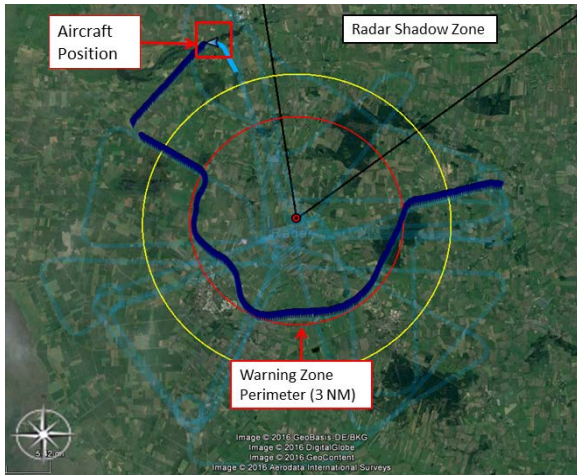 Radar Shadow Zone
Aircraft
Position
Radar
Warning Zone
Perimeter (3 NM)
Image © 2016 GeoBasis-DE/BKG
Image © 2016 DigitalGlobe
Image © 2016 GeoContent
Image © 2016 Aerodata International Surveys